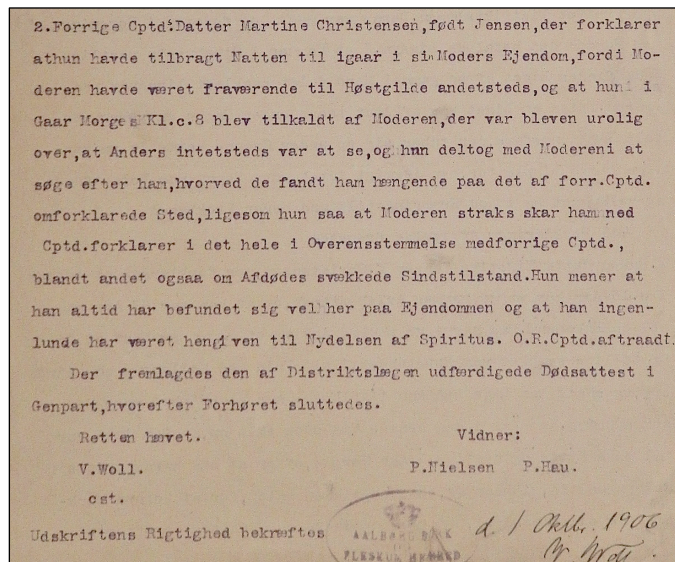 2.Forrige Cptd: Datter Martine Christensen,født Jensen,der forklarer
athun havde tilbragt Natten til igaar i sin Moders Ejendom,fordi Mo-
deren havde været fraværende til Høstgilde andetsteds,og at hun i
Gaar Morges Kl.c.8 blev tilkaldt af Moderen,der var bleven urolig
over,at Anders intetsteds var at se,og hun deltog med Modereni at
søge efter ham,hvorved de fandt ham hængende paa det af forr.Cptd.
omforklarede Sted,ligesom hun saa at Moderen straks skar ham ned
Cptd.forklarer i det hele i Overensstemmelse medforrige Cptd.,
blandt andet ogsaa om Afdødes svækkede Sindstilstand.Hun mener at
han altid har befundet sig vel her paa Ejendommen og at han ingen-
lunde har været hengiven til Nydelsen af Spiritus. O.R.Cptd.aftraadt.
Der fremlagdes den af Distriktslægen udfærdigede Dødsattest i
Genpart,hvorefter Forhøret sluttedes.
Retten hævet. Vidner:
V.Woll. P.Nielsen P.Hau.
cst.
Udskriftens Rigtighed bekræftes d. 1 Oktbr. 1906
AALBORG BIRK
FLESKUM HERRED